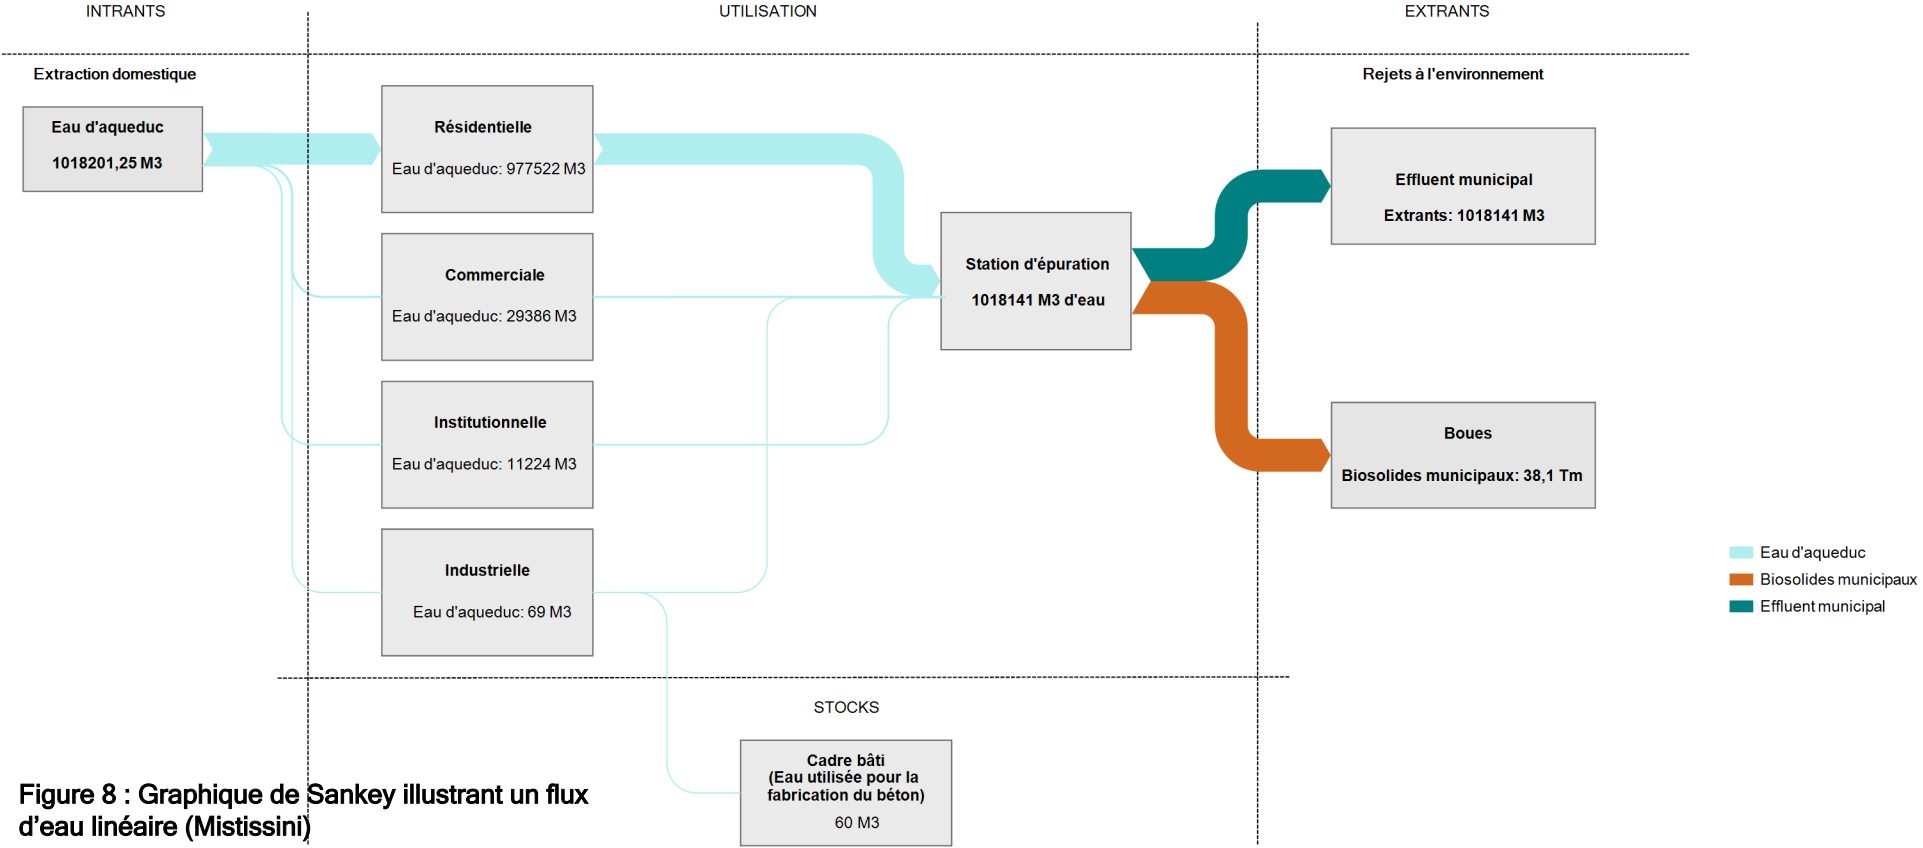 INTRANTS
UTILISATION
EXTRANTS
Extraction domestique
Rejets à l'environnement
Eau d'aqueduc
1018201,25 M3
Résidentielle
Eau d'aqueduc: 977522 M3
Commerciale
Eau d'aqueduc: 29386 M3
Institutionnelle
Eau d'aqueduc: 11224 M3
Industrielle
Eau d'aqueduc: 69 M3
Station d'épuration
1018141 M3 d'eau
Effluent municipal
Extrants: 1018141 M3
Boues
Biosolides municipaux: 38,1 Tm
Eau d'aqueduc
Biosolides municipaux
Effluent municipal
STOCKS
Cadre bâti
(Eau utilisée pour la
fabrication du béton)
60 M3
Figure 8 : Graphique de Sankey illustrant un flux
d’eau linéaire (Mistissini)